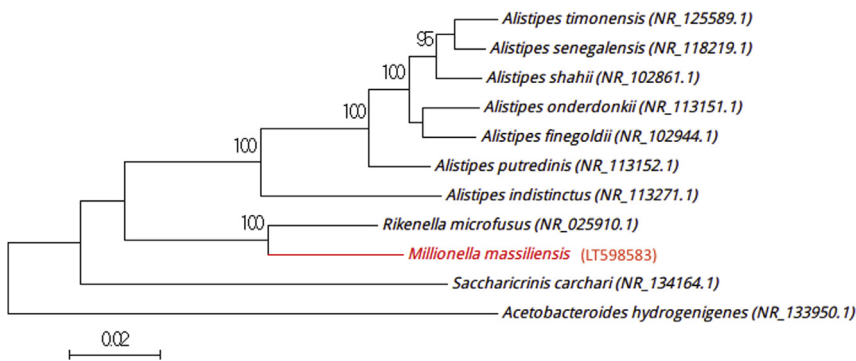 Alistipes timonensis (NR_125589.1)
95
Alistipes senegalensis (NR_118219.1)
100
Alistipes shahii (NR_102861.1)
100
Alistipes onderdonkii (NR_113151.1)
Alistipes finegoldii (NR_102944.1)
100
Alistipes putredinis (NR_113152.1)
Alistipes indistinctus (NR_113271.1)
100
Rikenella microfusus (NR_025910.1)
Millionella massiliensis (LT598583)
Saccharicrinis carchari (NR_134164.1)
Acetobacteroides hydrogenigenes (NR_133950.1)
0.02